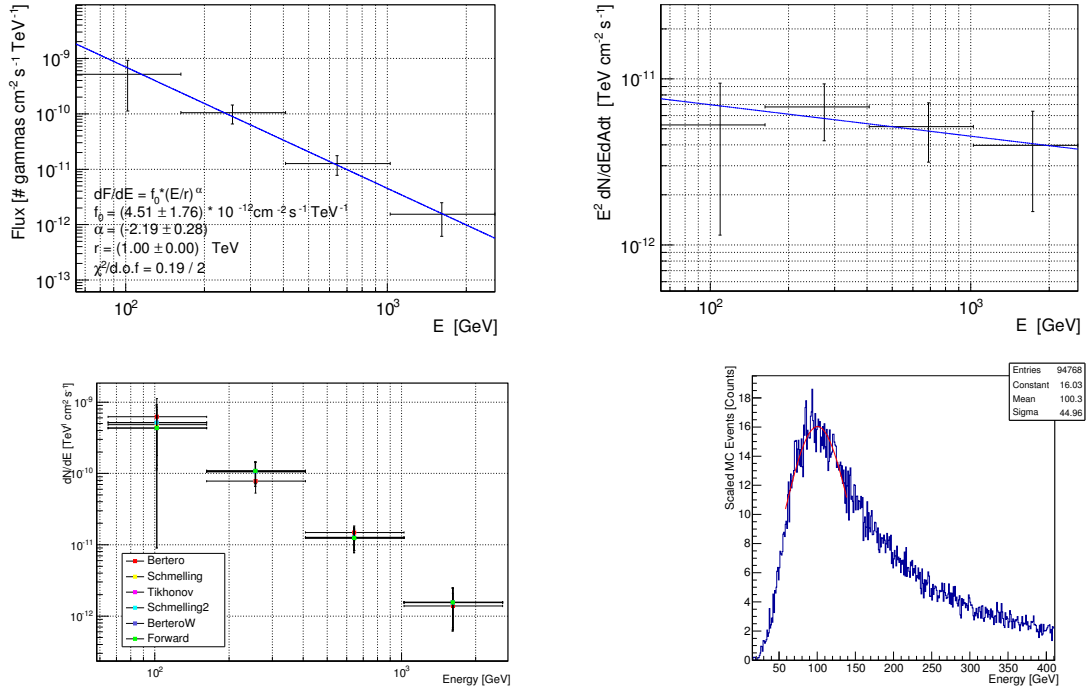 Flux [# gammas cm⁻² s⁻¹ TeV⁻¹]
10⁻⁹
10⁻¹⁰
10⁻¹¹
10⁻¹²
10⁻¹³
dF/dE = f₀*(E/r)^α
f₀ = (4.51 ± 1.76) * 10⁻¹²cm⁻² s⁻¹ TeV⁻¹
α = (-2.19 ± 0.28)
r = (1.00 ± 0.00) TeV
χ²/d.o.f = 0.19 / 2
10² 10³
E [GeV]
E² dN/dEdAdt [TeV cm⁻² s⁻¹]
10⁻¹¹
10⁻¹²
10² 10³
E [GeV]
dN/dE [TeV¹ cm² s⁻¹]
10⁻⁹
10⁻¹⁰
10⁻¹¹
10⁻¹²
Bertero
Schmelling
Tikhonov
Schmelling2
BerteroW
Forward
10² 10³
Energy [GeV]
Entries 94768
Constant 16.03
Mean 100.3
Sigma 44.96
Scaled MC Events [Counts]
18
16
14
12
10
8
6
4
2
0
50 100 150 200 250 300 350 400
Energy [GeV]